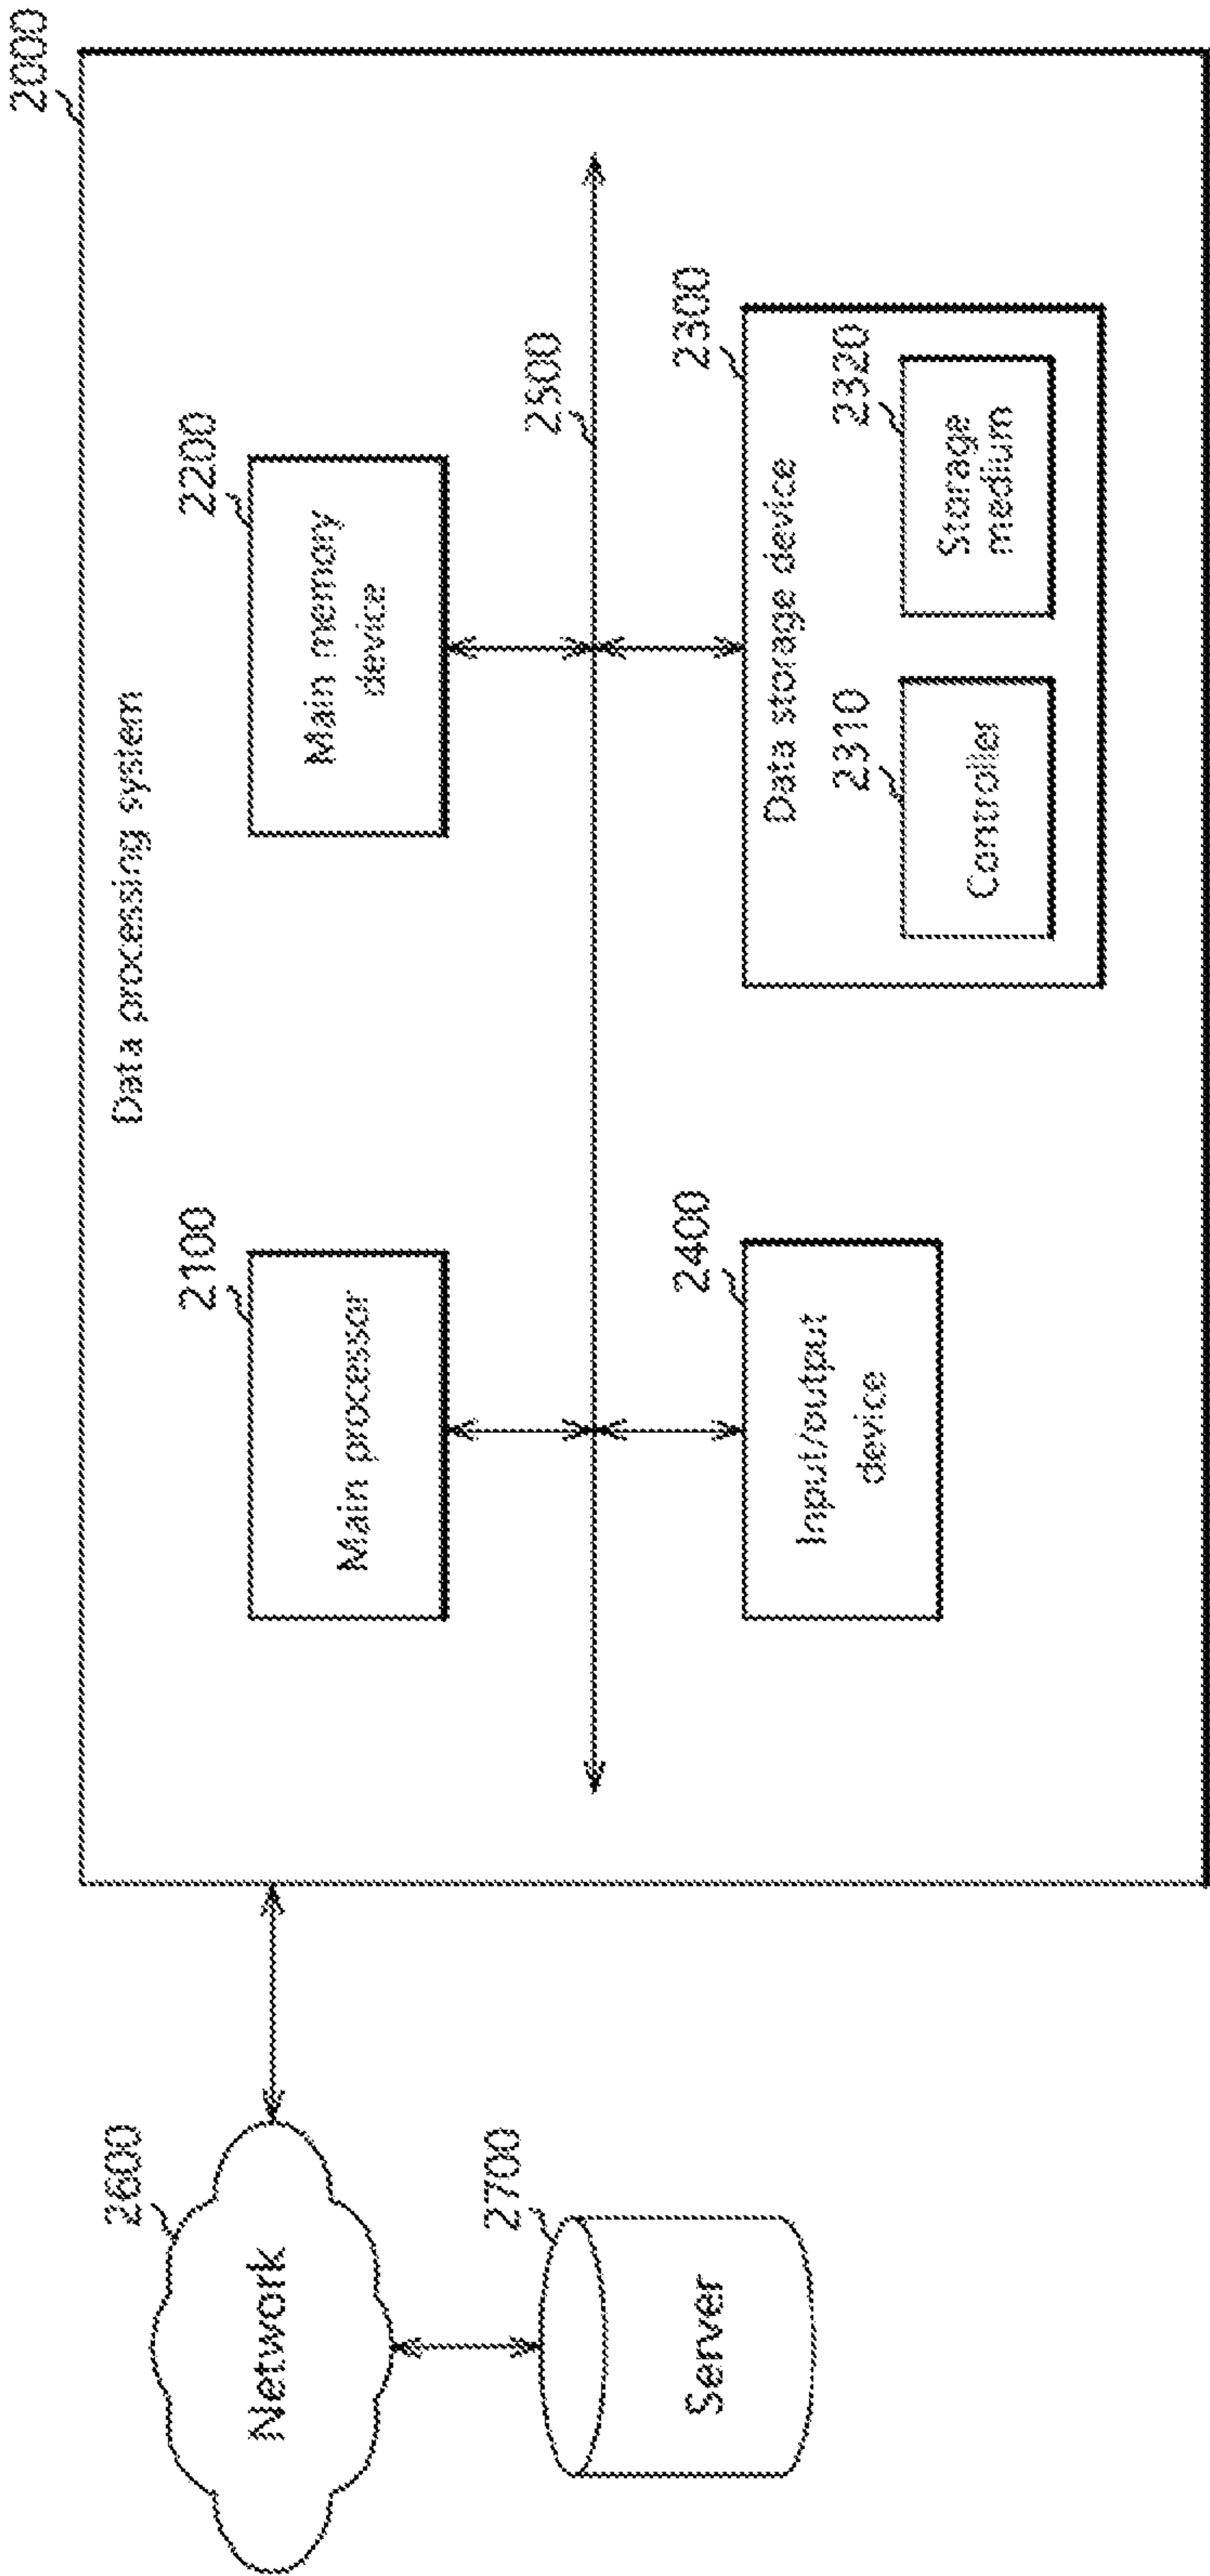 2000
Data processing system
2600
Network
2700
Server
2100
Main processor
2200
Main memory
device
2500
2400
Input/output
device
2300
Data storage device
2310
Controller
2320
Storage
medium